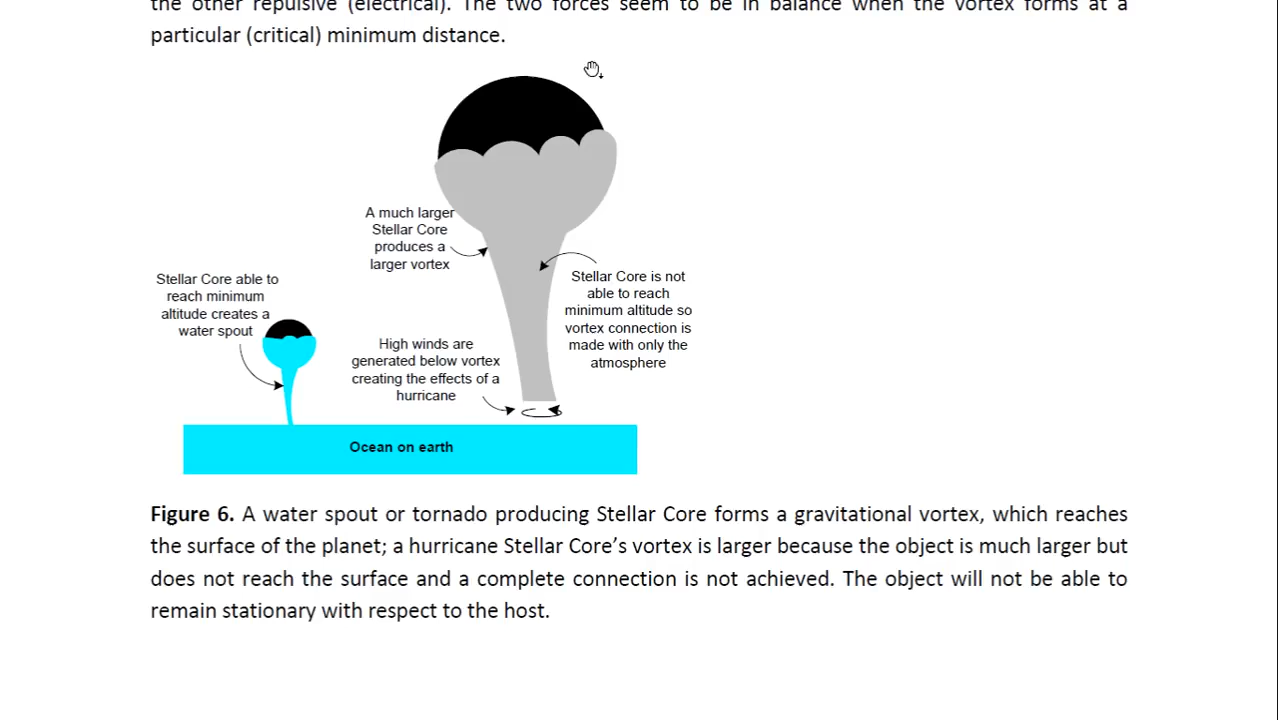 the other repulsive (electrical). The two forces seem to be in balance when the vortex forms at a
particular (critical) minimum distance.
A much larger
Stellar Core
produces a
larger vortex
Stellar Core is not
able to reach
minimum altitude so
vortex connection is
made with only the
atmosphere
Stellar Core able to
reach minimum
altitude creates a
water spout
High winds are
generated below vortex
creating the effects of a
hurricane
Ocean on earth
Figure 6. A water spout or tornado producing Stellar Core forms a gravitational vortex, which reaches
the surface of the planet; a hurricane Stellar Core’s vortex is larger because the object is much larger but
does not reach the surface and a complete connection is not achieved. The object will not be able to
remain stationary with respect to the host.